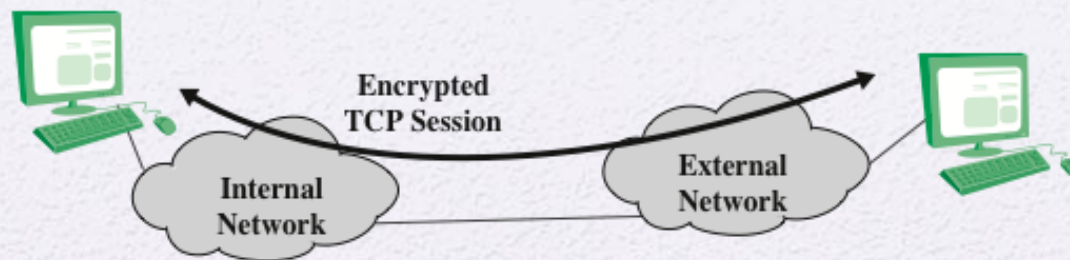 Encrypted
TCP Session
Internal
Network
External
Network